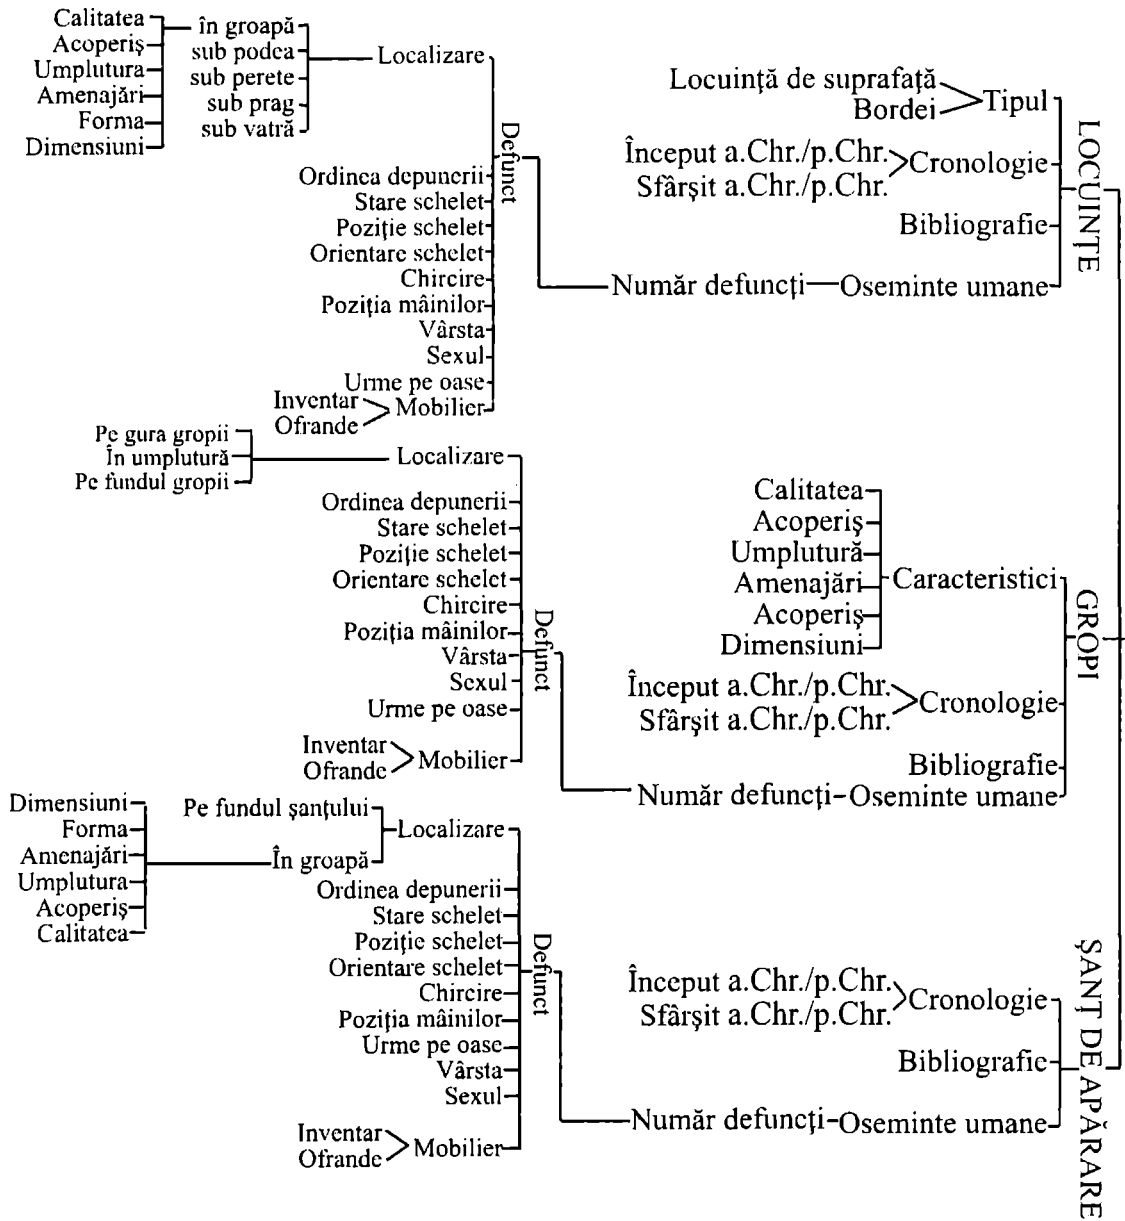 Calitatea
Acoperiş
Umplutura
Amenajări
Forma
Dimensiuni
în groapă
sub podea
sub perete
sub prag
sub vatră
Localizare
Ordinea depunerii
Stare schelet
Poziţie schelet
Orientare schelet
Chircire
Poziţia mâinilor
Vârsta
Sexul
Urme pe oase
Inventar
Ofrande
Mobilier
Defunct
Locuinţă de suprafaţă
Bordei
Tipul
Început a.Chr./p.Chr.
Sfârşit a.Chr./p.Chr.
Cronologie
Bibliografie
Număr defuncţi
Oseminte umane
LOCUINŢE
Pe gura gropii
În umplutură
Pe fundul gropii
Localizare
Ordinea depunerii
Stare schelet
Poziţie schelet
Orientare schelet
Chircire
Poziţia mâinilor
Vârsta
Sexul
Urme pe oase
Inventar
Ofrande
Mobilier
Defunct
Calitatea
Acoperiş
Umplutură
Amenajări
Acoperiş
Dimensiuni
Caracteristici
Început a.Chr./p.Chr.
Sfârşit a.Chr./p.Chr.
Cronologie
Bibliografie
Număr defuncţi
Oseminte umane
GROPI
Dimensiuni
Forma
Amenajări
Umplutura
Acoperiş
Calitatea
Pe fundul şanţului
În groapă
Localizare
Ordinea depunerii
Stare schelet
Poziţie schelet
Orientare schelet
Chircire
Poziţia mâinilor
Urme pe oase
Vârsta
Sexul
Inventar
Ofrande
Mobilier
Defunct
Început a.Chr./p.Chr.
Sfârşit a.Chr./p.Chr.
Cronologie
Bibliografie
Număr defuncţi
Oseminte umane
ŞANŢ DE APĂRARE